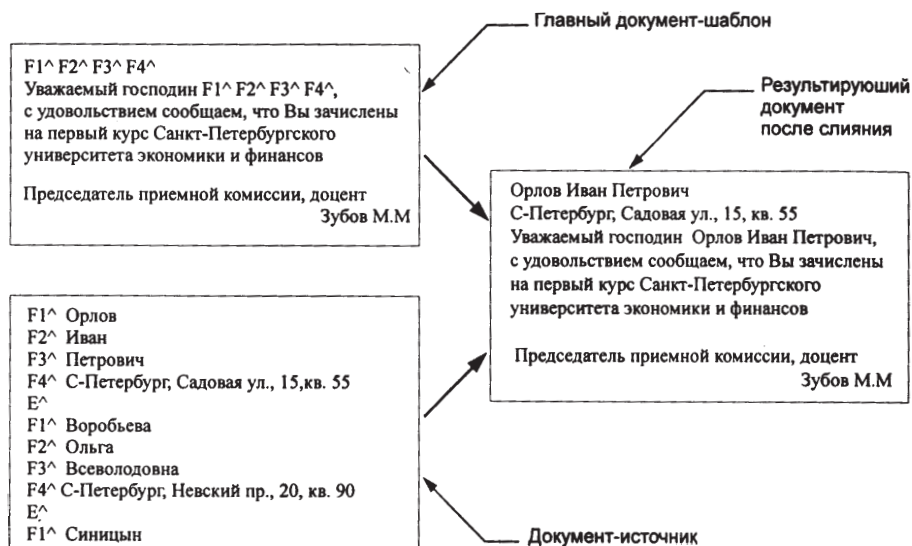 Главный документ-шаблон
F1^ F2^ F3^ F4^
Уважаемый господин F1^ F2^ F3^ F4^,
с удовольствием сообщаем, что Вы зачислены
на первый курс Санкт-Петербургского
университета экономики и финансов
Председатель приемной комиссии, доцент
Зубов М.М
Результируюший
документ
после слияния
Орлов Иван Петрович
С-Петербург, Садовая ул., 15, кв. 55
Уважаемый господин Орлов Иван Петрович,
с удовольствием сообщаем, что Вы зачислены
на первый курс Санкт-Петербургского
университета экономики и финансов
Председатель приемной комиссии, доцент
Зубов М.М
F1^ Орлов
F2^ Иван
F3^ Петрович
F4^ С-Петербург, Садовая ул., 15,кв. 55
E^
F1^ Воробьева
F2^ Ольга
F3^ Всеволодовна
F4^ С-Петербург, Невский пр., 20, кв. 90
E^
F1^ Синицын
Документ-источник